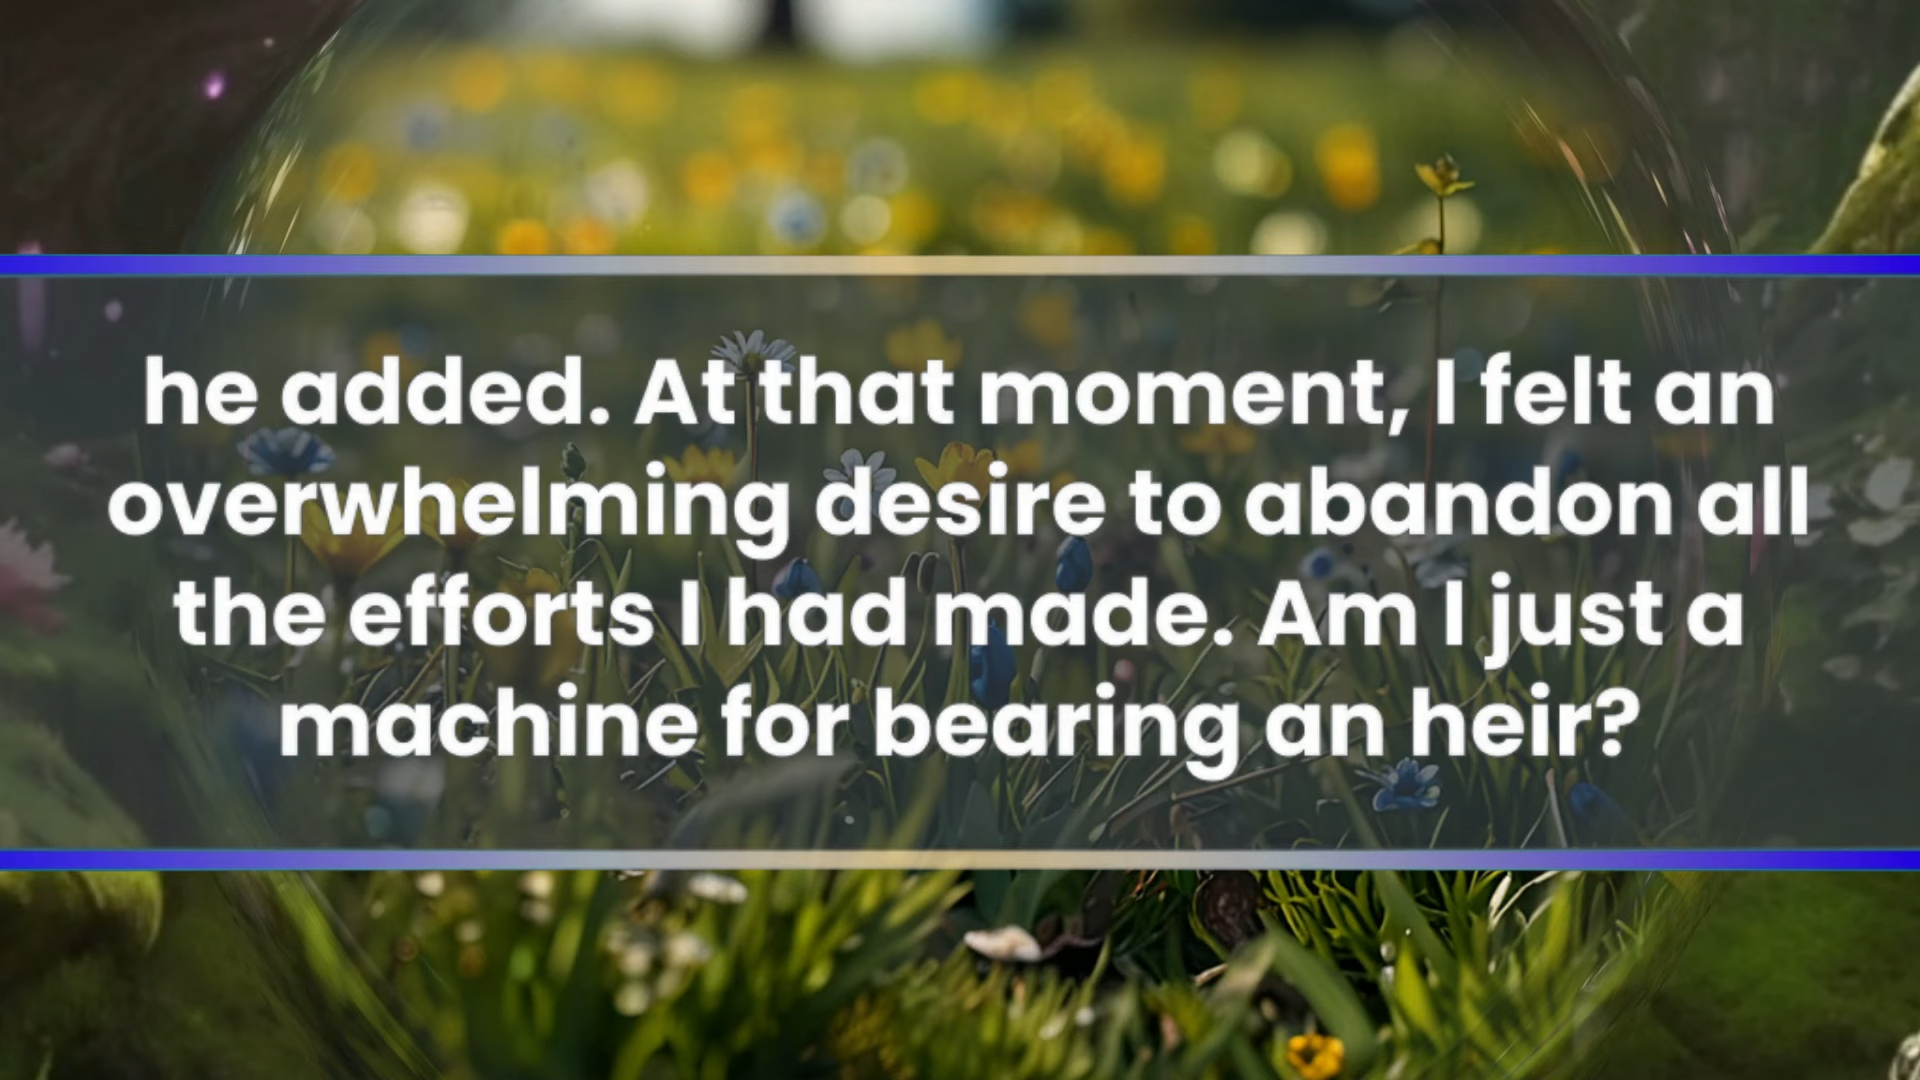 he added. At that moment, I felt an
overwhelming desire to abandon all
the efforts I had made. Am I just a
machine for bearing an heir?